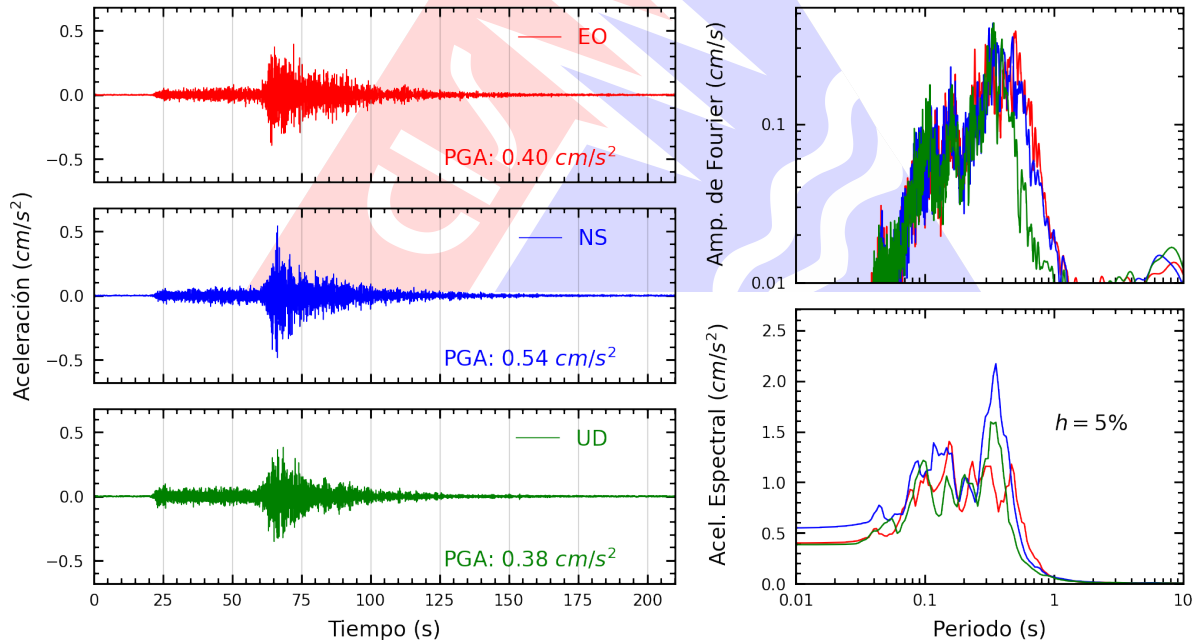 Aceleración (cm/s²)
0.5
0.0
−0.5
EO
PGA: 0.40 cm/s²
0.5
0.0
−0.5
NS
PGA: 0.54 cm/s²
0.5
0.0
−0.5
UD
PGA: 0.38 cm/s²
0 25 50 75 100 125 150 175 200
Tiempo (s)
Amp. de Fourier (cm/s)
0.1
0.01
Acel. Espectral (cm/s²)
2.5
2.0
1.5
1.0
0.5
0.0
h = 5%
0.01 0.1 1 10
Periodo (s)